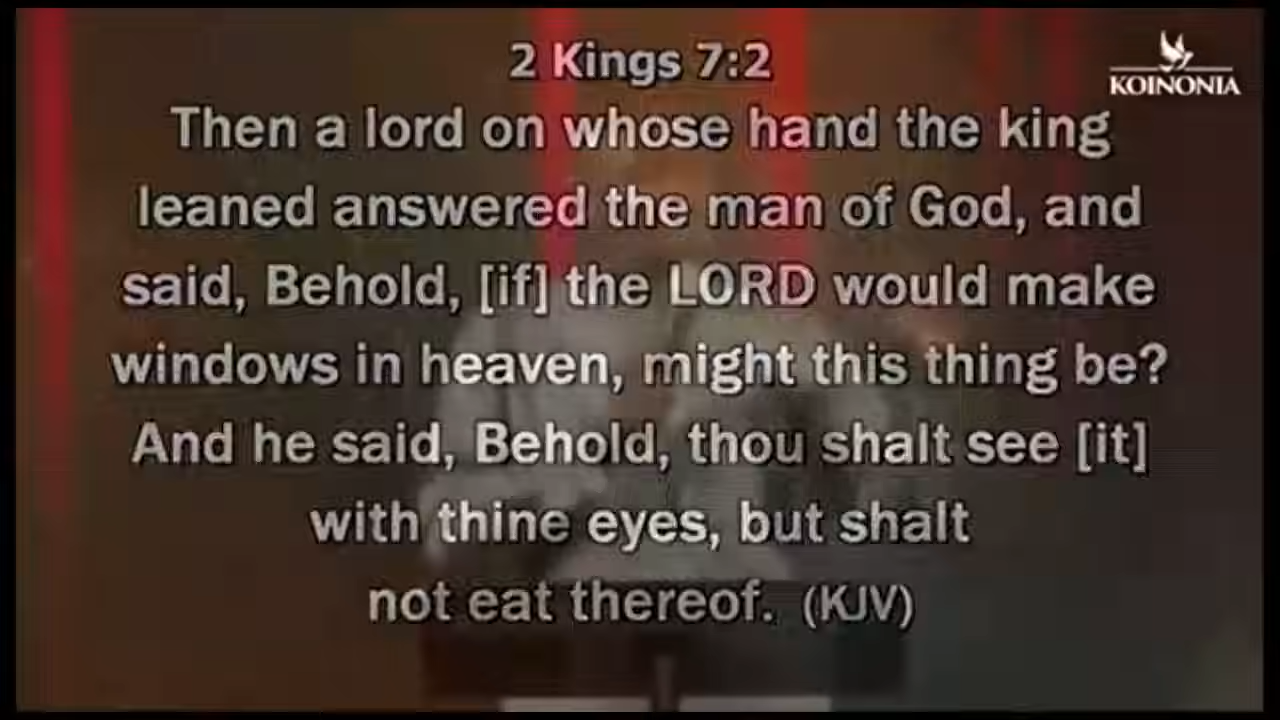 2 Kings 7:2
KOINONIA
Then a lord on whose hand the king
leaned answered the man of God, and
said, Behold, [if] the LORD would make
windows in heaven, might this thing be?
And he said, Behold, thou shalt see [it]
with thine eyes, but shalt
not eat thereof. (KJV)